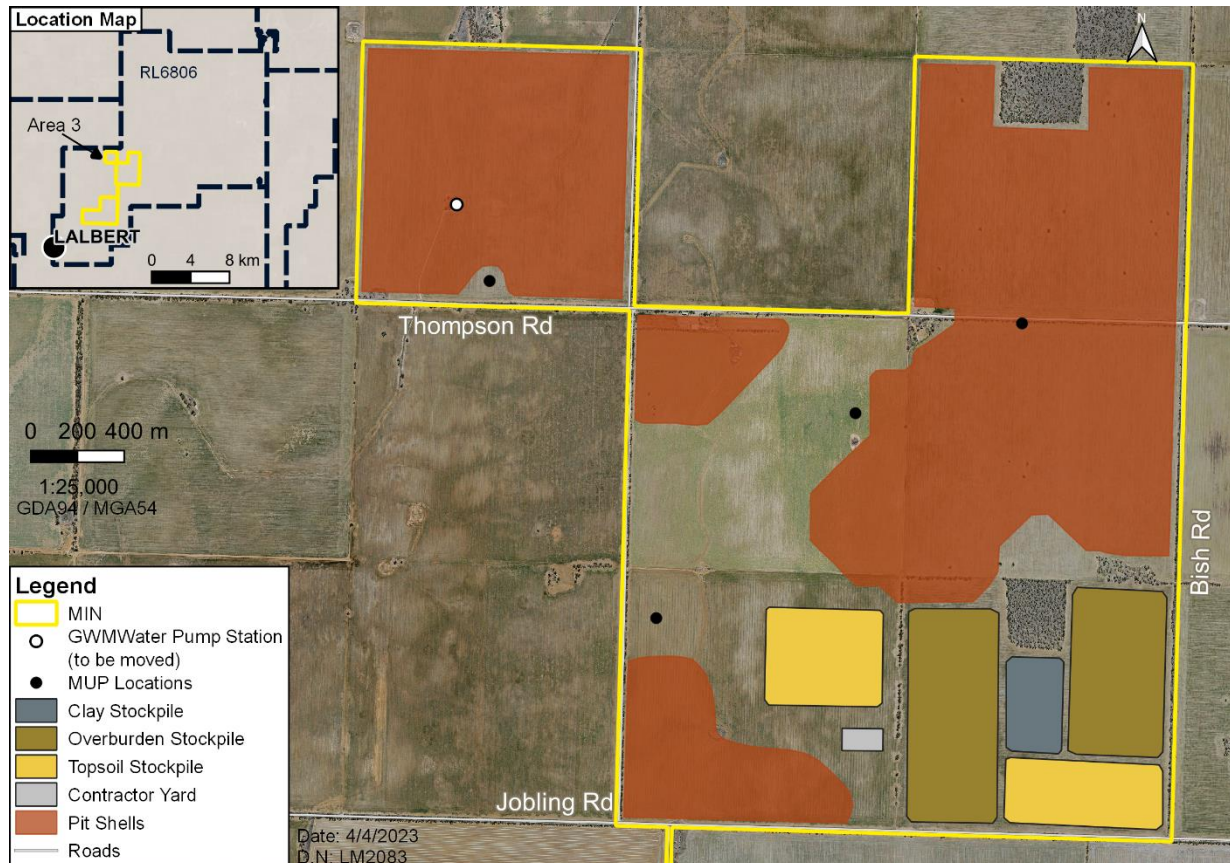 Location Map
RL6806
Area 3
LALBERT
0 4 8 km
N
Thompson Rd
0 200 400 m
1:25,000
GDA94 / MGA54
Bish Rd
Legend
MIN
GWMWater Pump Station
(to be moved)
MUP Locations
Clay Stockpile
Overburden Stockpile
Topsoil Stockpile
Contractor Yard
Pit Shells
Roads
Jobling Rd
Date: 4/4/2023
D.N: LM2083